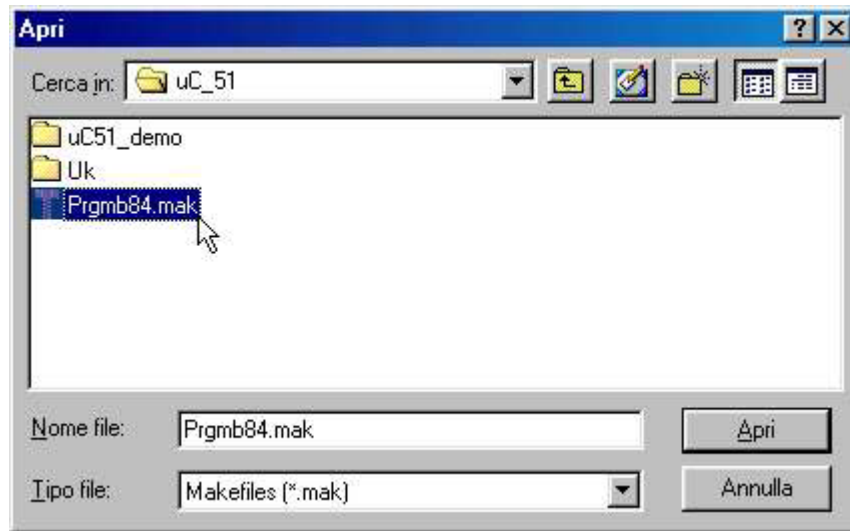 Apri
Cerca in: uC_51
uC51_demo
Uk
Prgmb84.mak
Nome file: Prgmb84.mak Apri
Tipo file: Makefiles (*.mak) Annulla